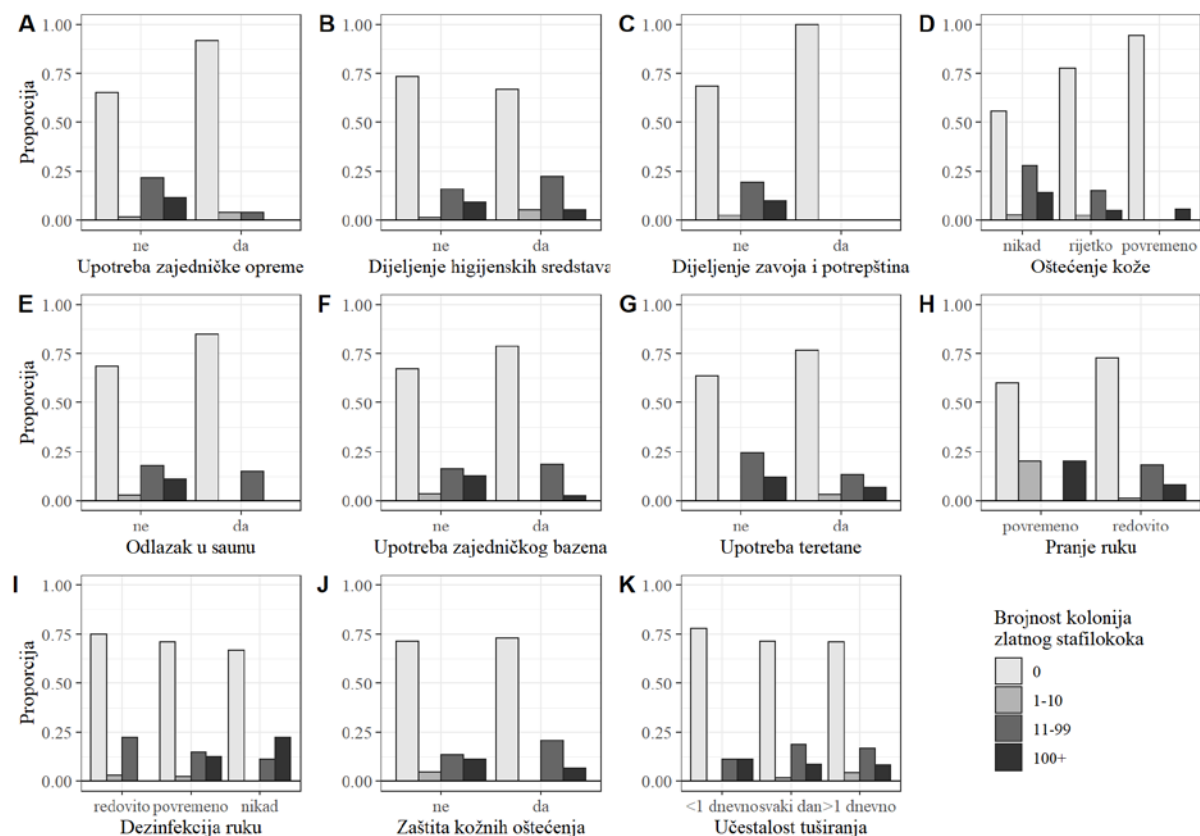 A
B
C
D
1.00
0.75
0.50
0.25
0.00
1.00
0.75
0.50
0.25
0.00
1.00
0.75
0.50
0.25
0.00
1.00
0.75
0.50
0.25
0.00
Proporcija
ne da
ne da
ne da
nikad rijetko povremeno
Upotreba zajedničke opreme
Dijeljenje higijenskih sredstava
Dijeljenje zavoja i potrepština
Oštećenje kože
E
F
G
H
1.00
0.75
0.50
0.25
0.00
1.00
0.75
0.50
0.25
0.00
1.00
0.75
0.50
0.25
0.00
1.00
0.75
0.50
0.25
0.00
Proporcija
ne da
ne da
ne da
povremeno redovito
Odlazak u saunu
Upotreba zajedničkog bazena
Upotreba teretane
Pranje ruku
I
J
K
1.00
0.75
0.50
0.25
0.00
1.00
0.75
0.50
0.25
0.00
1.00
0.75
0.50
0.25
0.00
Proporcija
redovito povremeno nikad
ne da
<1 dnevno svaki dan >1 dnevno
Dezinfekcija ruku
Zaštita kožnih oštećenja
Učestalost tuširanja
Brojnost kolonija
zlatnog stafilokoka
0
1-10
11-99
100+